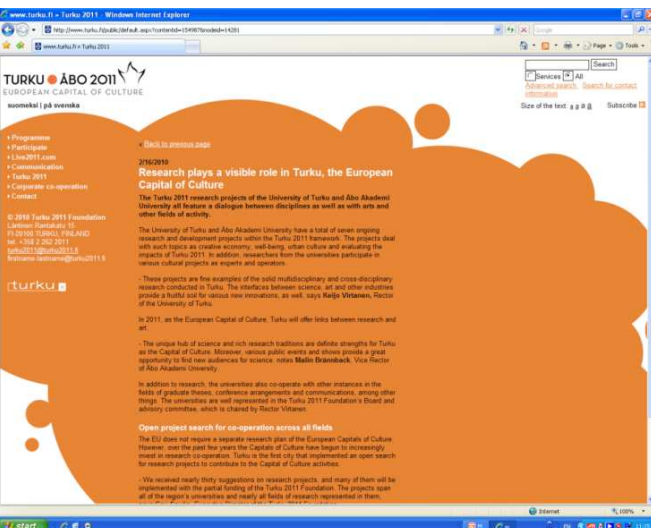 www.turku.fi » Turku 2011 - Windows Internet Explorer
Google
www.turku.fi » Turku 2011
Page
Tools
TURKU ÅBO 2011
EUROPEAN CAPITAL OF CULTURE
suomeksi | på svenska
Search
Services All
Advanced search Search for contact
information
Size of the text: a a a a Subscribe
Programme
Participate
Live2011.com
Communication
Turku 2011
Corporate co-operation
Contact
© 2010 Turku 2011 Foundation
Läntinen Rantakatu 15
FI-20100 TURKU, FINLAND
tel. +358 2 262 2011
turku2011@turku2011.fi
firstname.lastname@turku2011.fi
turku
« Back to previous page
2/16/2010
Research plays a visible role in Turku, the European
Capital of Culture
The Turku 2011 research projects of the University of Turku and Åbo Akademi
University all feature a dialogue between disciplines as well as with arts and
other fields of activity.
The University of Turku and Åbo Akademi University have a total of seven ongoing
research and development projects within the Turku 2011 framework. The projects deal
with such topics as creative economy, well-being, urban culture and evaluating the
impacts of Turku 2011. In addition, researchers from the universities participate in
various cultural projects as experts and operators.
- These projects are fine examples of the solid multidisciplinary and cross-disciplinary
research conducted in Turku. The interfaces between science, art and other industries
provide a fruitful soil for various new innovations, as well, says Keijo Virtanen, Rector
of the University of Turku.
In 2011, as the European Capital of Culture, Turku will offer links between research and
art.
- The unique hub of science and rich research traditions are definite strengths for Turku
as the Capital of Culture. Moreover, various public events and shows provide a great
opportunity to find new audiences for science, notes Malin Brännback, Vice Rector
of Åbo Akademi University.
In addition to research, the universities also co-operate with other instances in the
fields of graduate theses, conference arrangements and communications, among other
things. The universities are well represented in the Turku 2011 Foundation's Board and
advisory committee, which is chaired by Rector Virtanen.
Open project search for co-operation across all fields
The EU does not require a separate research plan of the European Capitals of Culture.
However, over the past few years the Capitals of Culture have begun to increasingly
invest in research co-operation. Turku is the first city that implemented an open search
for research projects to contribute to the Capital of Culture activities.
- We received nearly thirty suggestions on research projects, and many of them will be
implemented with the partial funding of the Turku 2011 Foundation. The projects span
all of the region's universities and nearly all fields of research represented in them,
Internet
100%
start